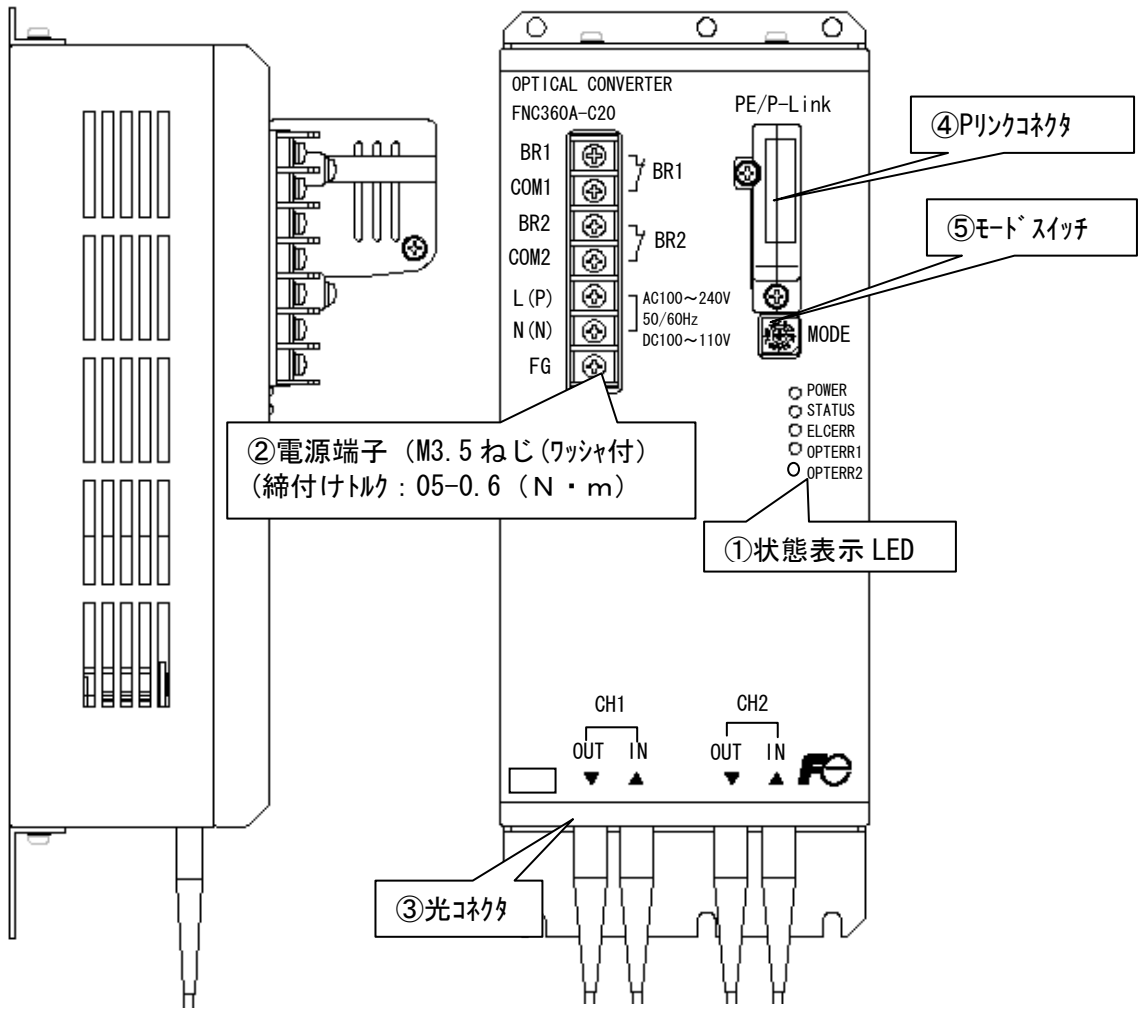 OPTICAL CONVERTER
FNC360A-C20
PE/P-Link
BR1
COM1
BR2
COM2
L(P)
N(N)
FG
BR1
BR2
AC100～240V
50/60Hz
DC100～110V
MODE
POWER
STATUS
ELCERR
OPTERR1
OPTERR2
④Pﾘﾝｸｺﾈｸﾀ
⑤ﾓｰﾄﾞｽｲｯﾁ
②電源端子（M3.5ねじ(ﾜｯｼｬ付)
(締付けﾄﾙｸ：05-0.6（N・m）
①状態表示 LED
CH1
CH2
OUT IN
OUT IN
③光ｺﾈｸﾀ